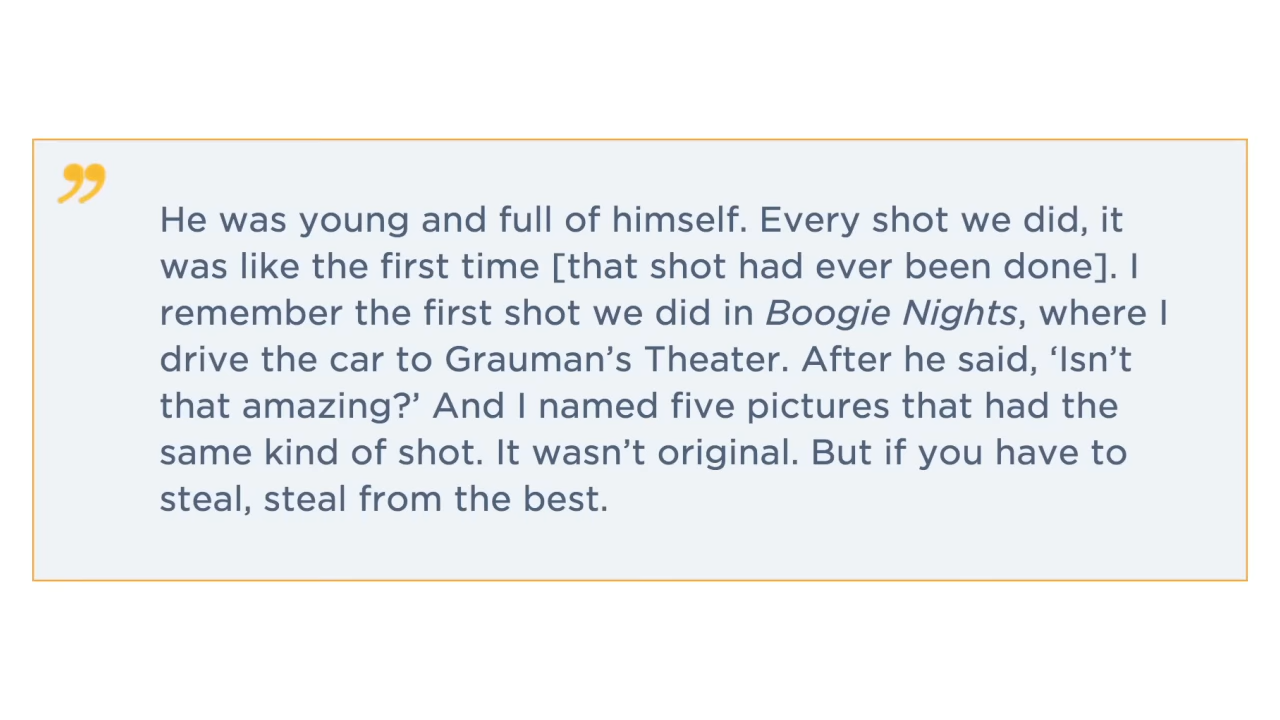 ”
He was young and full of himself. Every shot we did, it
was like the first time [that shot had ever been done]. I
remember the first shot we did in Boogie Nights, where I
drive the car to Grauman’s Theater. After he said, ‘Isn’t
that amazing?’ And I named five pictures that had the
same kind of shot. It wasn’t original. But if you have to
steal, steal from the best.